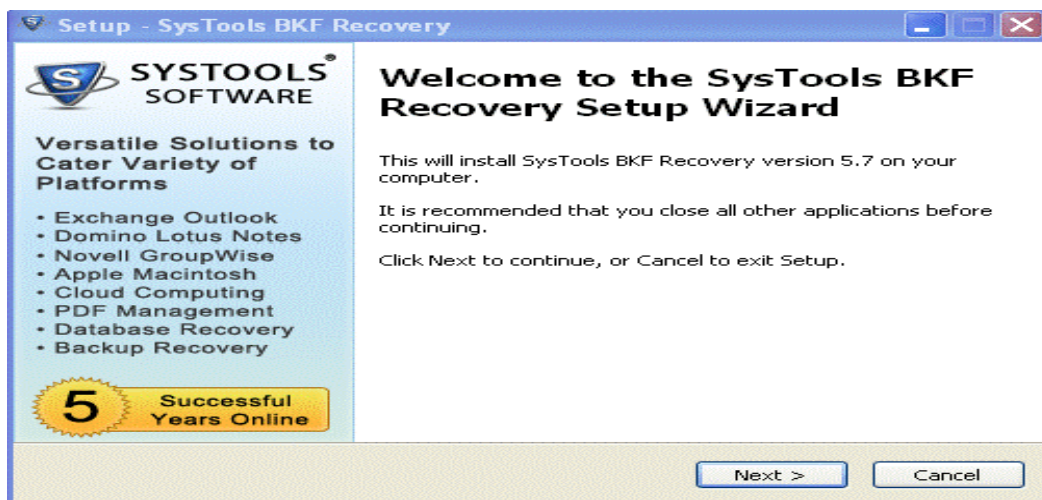 Setup - SysTools BKF Recovery
SYSTOOLS®
SOFTWARE
Versatile Solutions to
Cater Variety of
Platforms
• Exchange Outlook
• Domino Lotus Notes
• Novell GroupWise
• Apple Macintosh
• Cloud Computing
• PDF Management
• Database Recovery
• Backup Recovery
5 Successful
Years Online
Welcome to the SysTools BKF
Recovery Setup Wizard
This will install SysTools BKF Recovery version 5.7 on your
computer.
It is recommended that you close all other applications before
continuing.
Click Next to continue, or Cancel to exit Setup.
Next >
Cancel